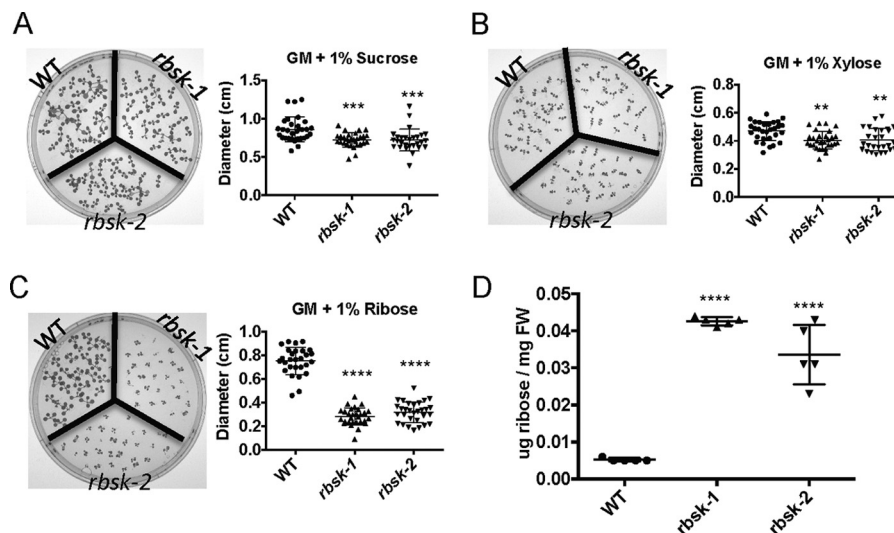 A
WT
rbsk-1
rbsk-2
GM + 1% Sucrose
Diameter (cm)
1.5
1.0
0.5
0.0
***
***
WT
rbsk-1
rbsk-2
B
WT
rbsk-1
rbsk-2
GM + 1% Xylose
Diameter (cm)
0.8
0.6
0.4
0.2
0.0
**
**
WT
rbsk-1
rbsk-2
C
WT
rbsk-1
rbsk-2
GM + 1% Ribose
Diameter (cm)
1.0
0.8
0.6
0.4
0.2
0.0
****
****
WT
rbsk-1
rbsk-2
D
ug ribose / mg FW
0.05
0.04
0.03
0.02
0.01
0.00
****
****
WT
rbsk-1
rbsk-2